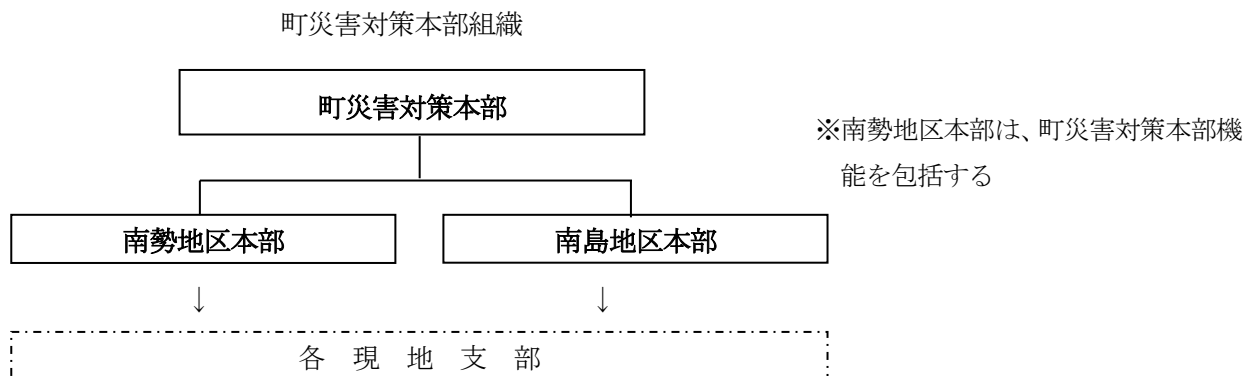 町災害対策本部組織
町災害対策本部
※南勢地区本部は、町災害対策本部機
能を包括する
南勢地区本部
南島地区本部
↓
↓
各 現 地 支 部